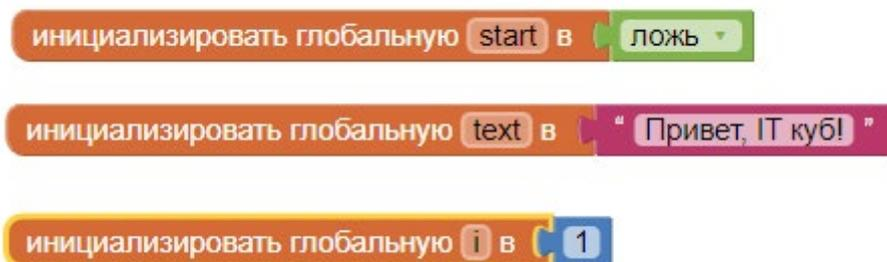 инициализировать глобальную start в ложь
инициализировать глобальную text в " Привет, IT куб! "
инициализировать глобальную i в 1